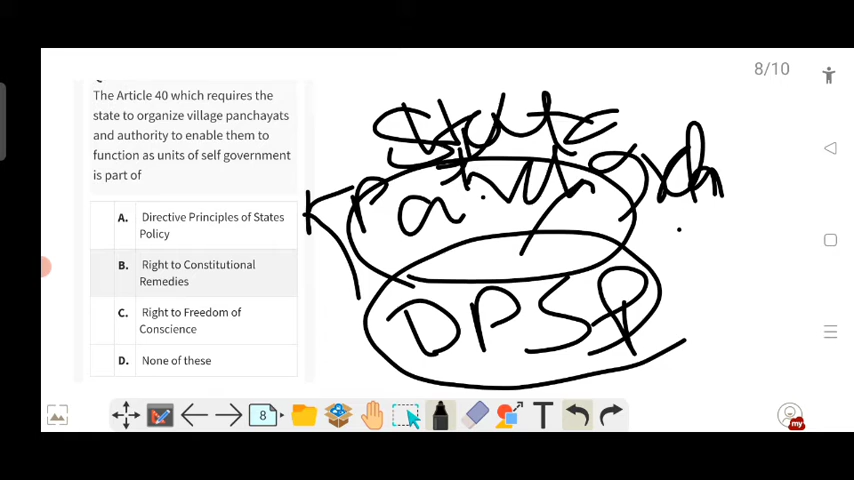 8/10
The Article 40 which requires the
state to organize village panchayats
and authority to enable them to
function as units of self government
is part of
A. Directive Principles of States
Policy
B. Right to Constitutional
Remedies
C. Right to Freedom of
Conscience
D. None of these
State
DPSP
8
T
my